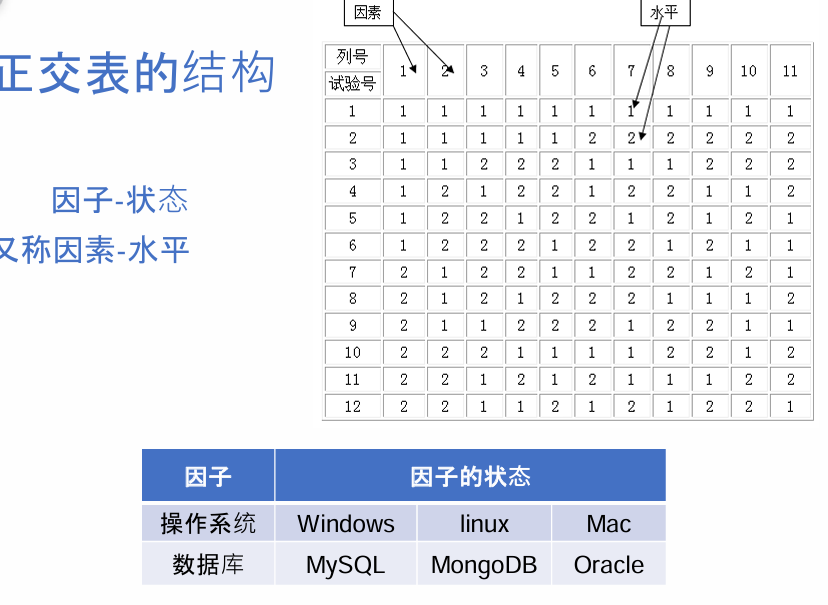 因素
水平
正交表的结构
列号 1 2 3 4 5 6 7 8 9 10 11
试验号
1 1 1 1 1 1 1 1 1 1 1 1
2 1 1 1 1 1 2 2 2 2 2 2
3 1 1 2 2 2 1 1 1 2 2 2
4 1 2 1 2 2 1 2 2 1 1 2
5 1 2 2 1 2 2 1 2 1 2 1
6 1 2 2 2 1 2 2 1 2 1 1
7 2 1 2 2 1 1 2 2 1 2 1
8 2 1 2 1 2 2 2 1 1 1 2
9 2 1 1 2 2 2 1 2 2 1 1
10 2 2 2 1 1 1 1 2 2 1 2
11 2 2 1 2 1 2 1 1 1 2 2
12 2 2 1 1 2 1 2 1 2 2 1
因子-状态
又称因素-水平
因子 因子的状态
操作系统 Windows linux Mac
数据库 MySQL MongoDB Oracle